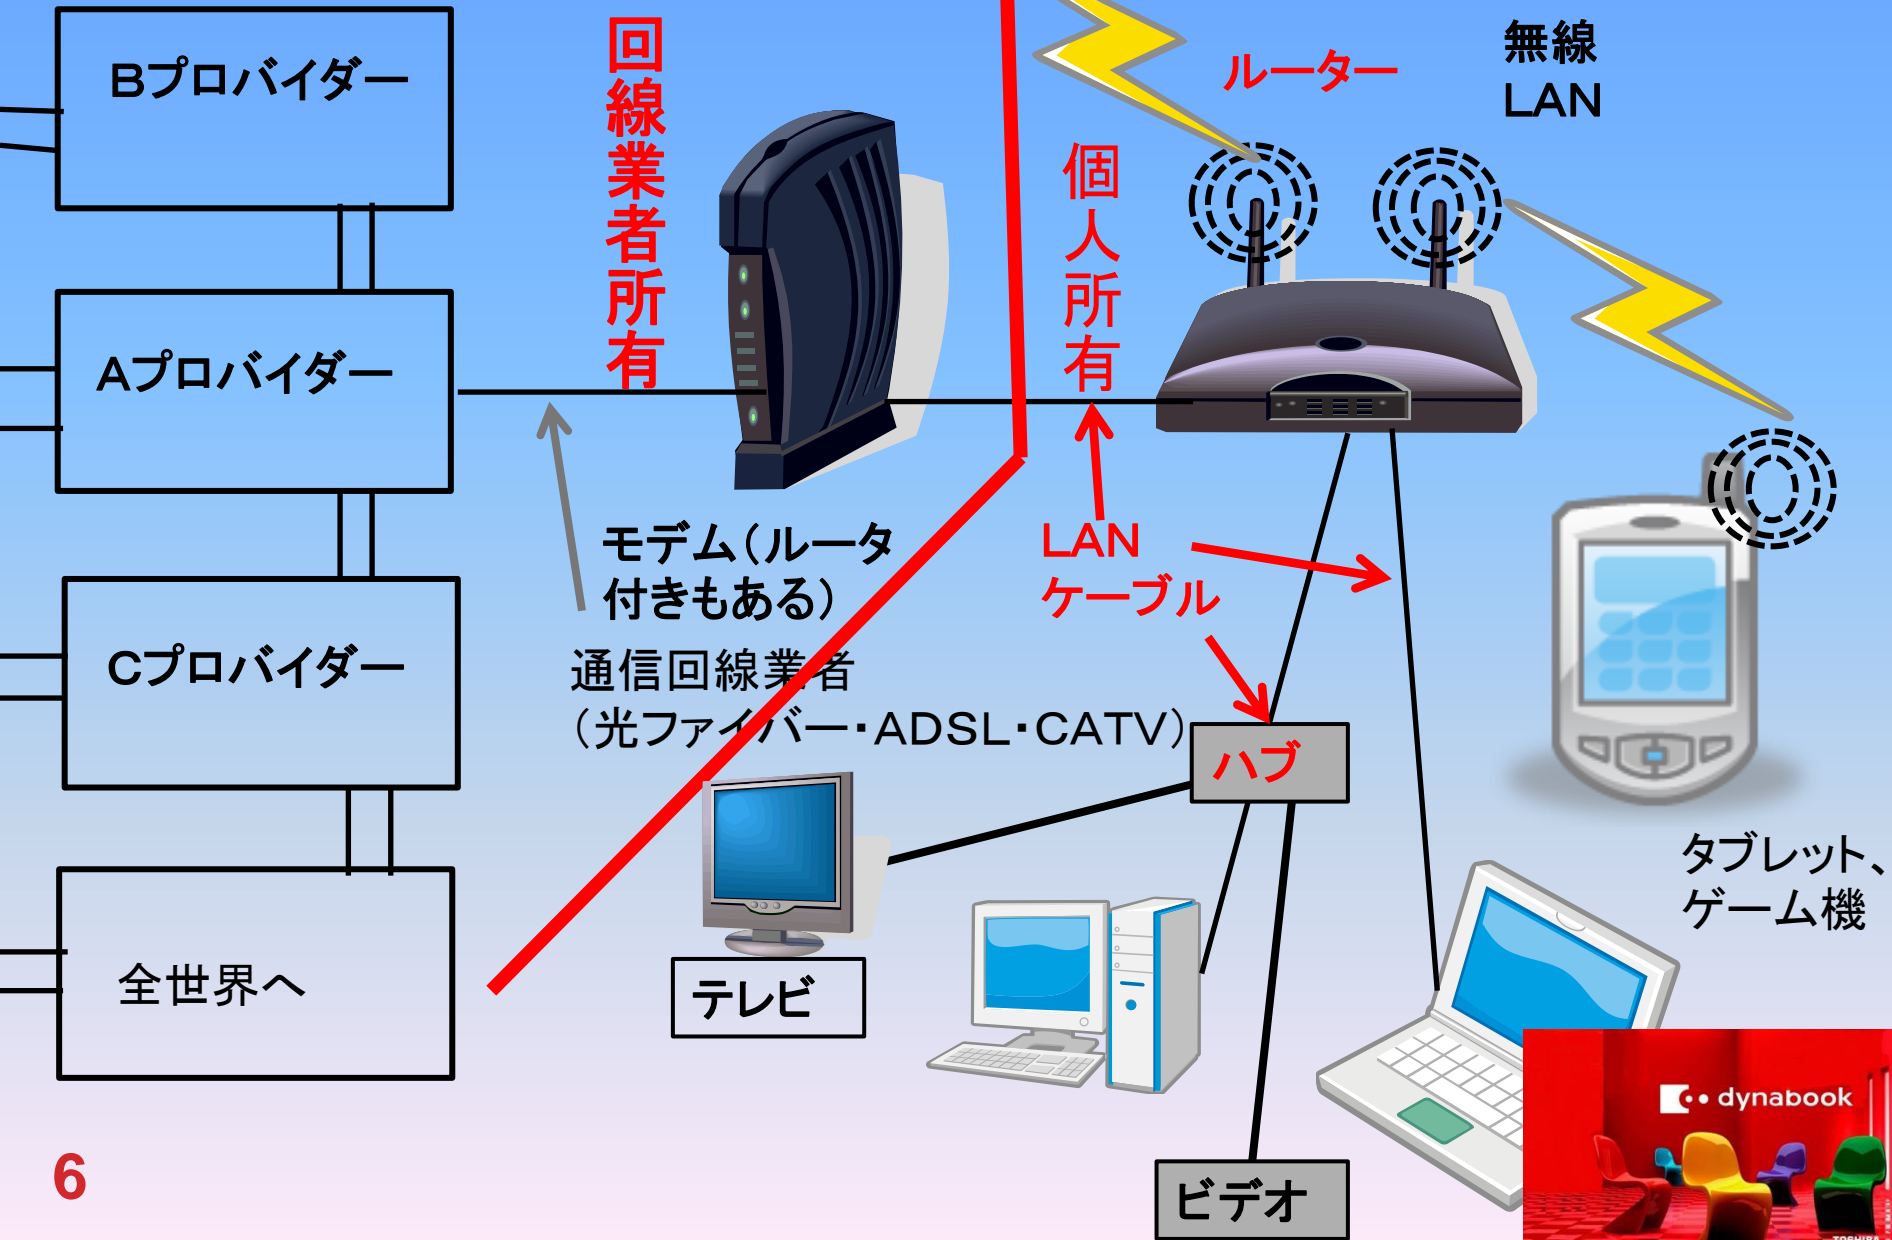 Bプロバイダー
Aプロバイダー
Cプロバイダー
全世界へ
回線業者所有
モデム(ルータ
付きもある)
通信回線業者
(光ファイバー・ADSL・CATV)
個人所有
ルーター
無線
LAN
LAN
ケーブル
ハブ
テレビ
ビデオ
タブレット、
ゲーム機
dynabook
TOSHIBA
6